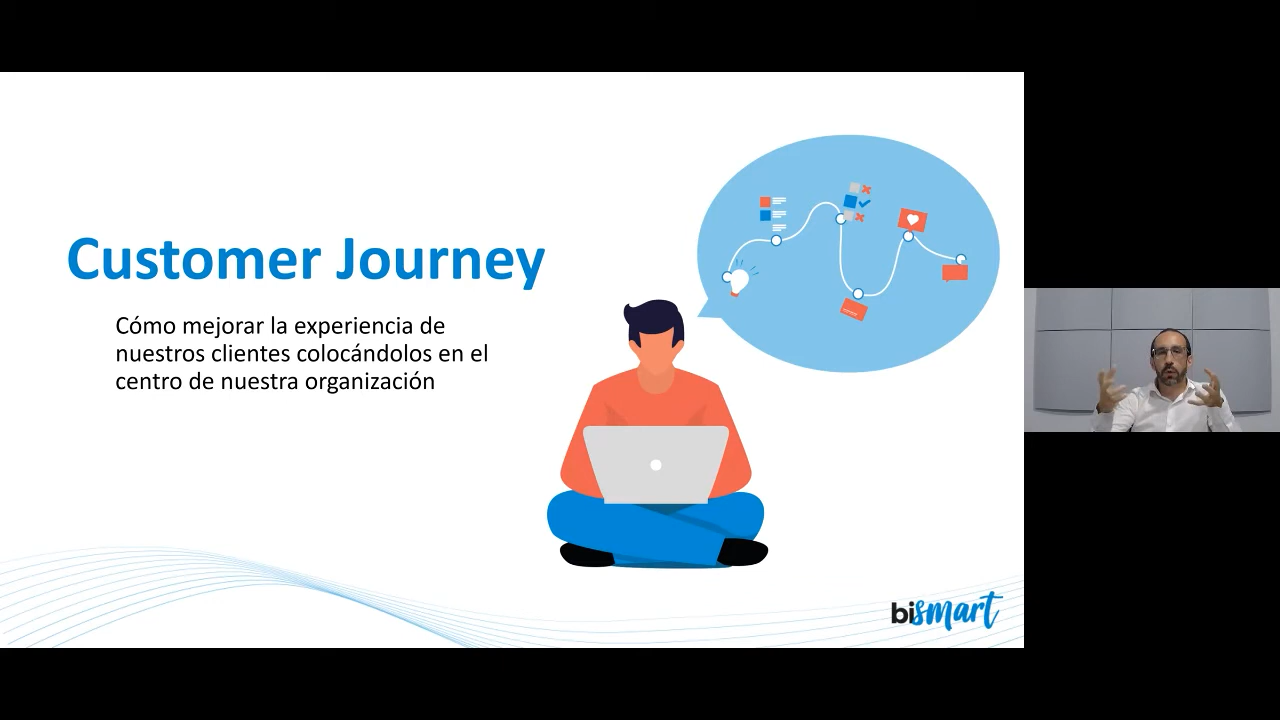 Customer Journey
Cómo mejorar la experiencia de
nuestros clientes colocándolos en el
centro de nuestra organización
bismart